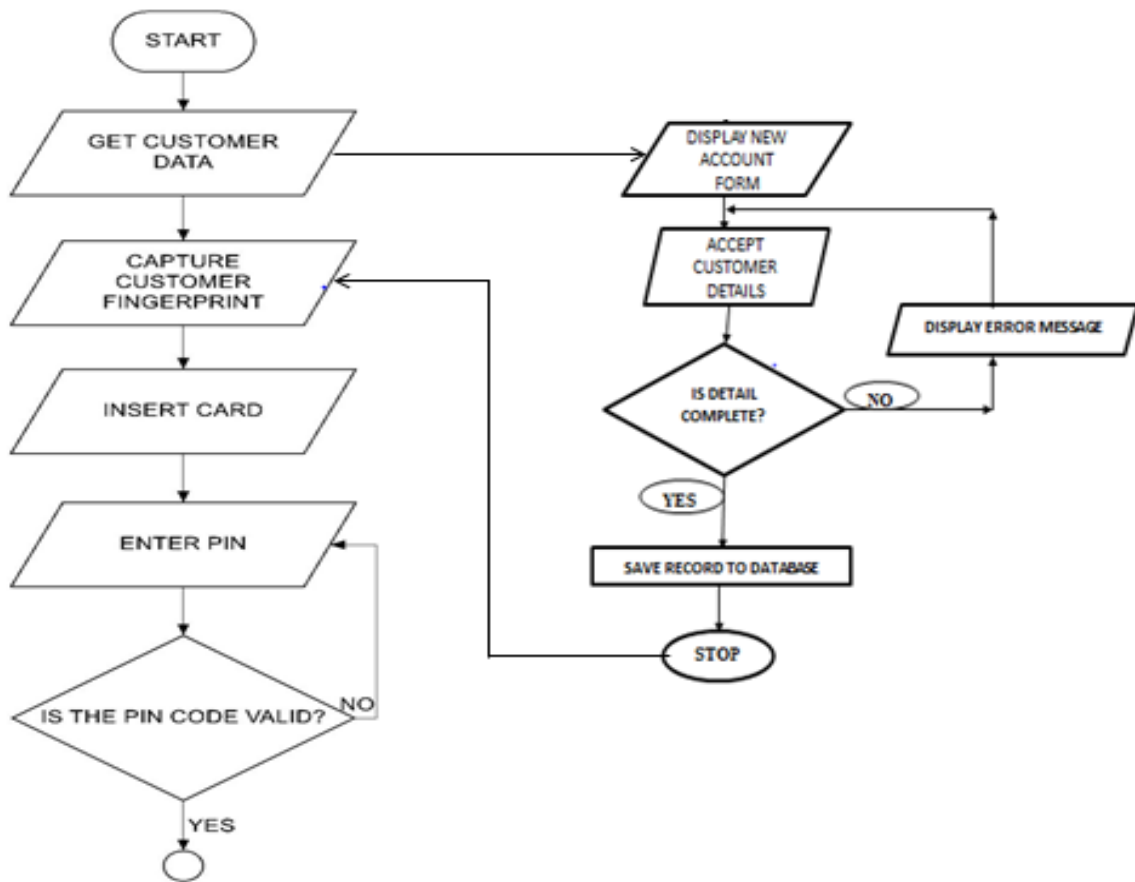 START
GET CUSTOMER
DATA
CAPTURE
CUSTOMER
FINGERPRINT
INSERT CARD
ENTER PIN
IS THE PIN CODE VALID?
NO
YES
DISPLAY NEW
ACCOUNT
FORM
ACCEPT
CUSTOMER
DETAILS
DISPLAY ERROR MESSAGE
IS DETAIL
COMPLETE?
NO
YES
SAVE RECORD TO DATABASE
STOP